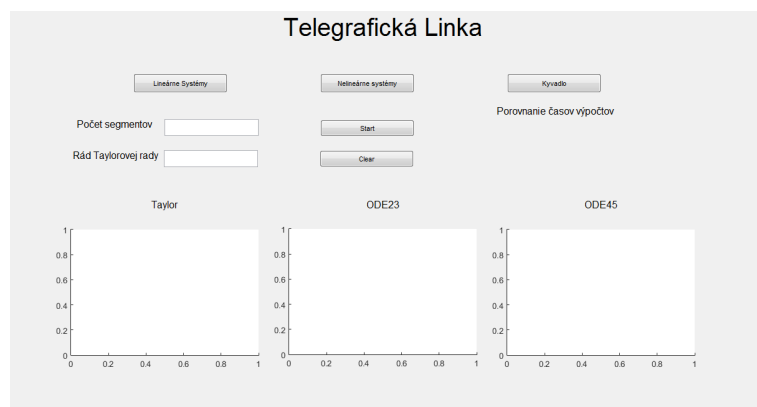 Telegrafická Linka
Lineárne Systémy
Nelineárne systémy
Kyvadlo
Porovnanie časov výpočtov
Počet segmentov
Start
Rád Taylorovej rady
Clear
Taylor
ODE23
ODE45
1
0.8
0.6
0.4
0.2
0
0 0.2 0.4 0.6 0.8 1
1
0.8
0.6
0.4
0.2
0
0 0.2 0.4 0.6 0.8 1
1
0.8
0.6
0.4
0.2
0
0 0.2 0.4 0.6 0.8 1